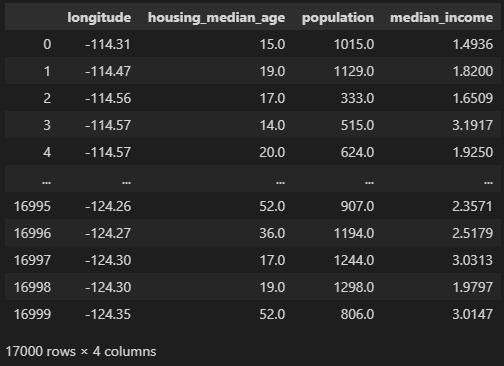 longitude housing_median_age population median_income
0 -114.31 15.0 1015.0 1.4936
1 -114.47 19.0 1129.0 1.8200
2 -114.56 17.0 333.0 1.6509
3 -114.57 14.0 515.0 3.1917
4 -114.57 20.0 624.0 1.9250
... ... ... ... ...
16995 -124.26 52.0 907.0 2.3571
16996 -124.27 36.0 1194.0 2.5179
16997 -124.30 17.0 1244.0 3.0313
16998 -124.30 19.0 1298.0 1.9797
16999 -124.35 52.0 806.0 3.0147
17000 rows × 4 columns